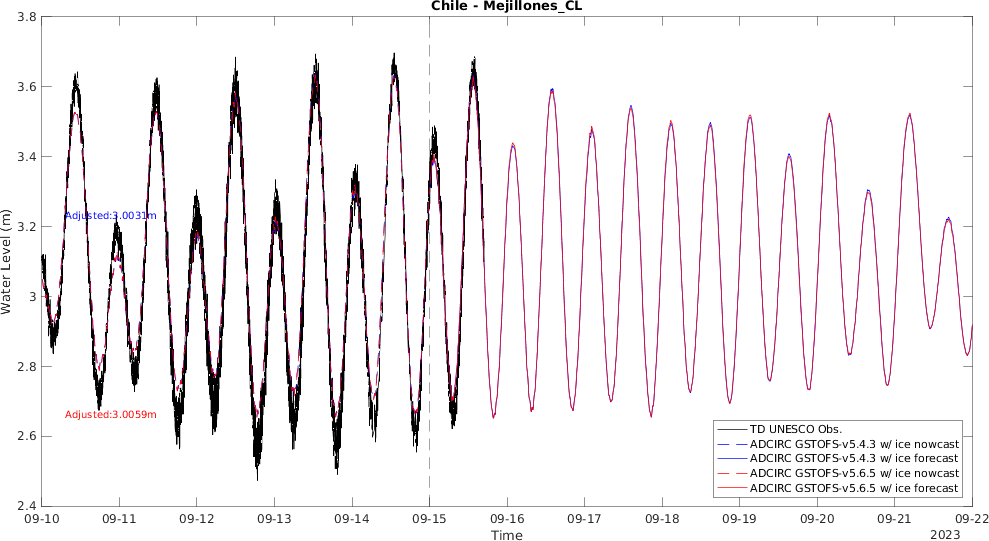 Chile - Mejillones_CL
3.8
3.6
3.4
3.2
3
2.8
2.6
2.4
Water Level (m)
Adjusted:3.0031m
Adjusted:3.0059m
TD UNESCO Obs.
ADCIRC GSTOFS-v5.4.3 w/ ice nowcast
ADCIRC GSTOFS-v5.4.3 w/ ice forecast
ADCIRC GSTOFS-v5.6.5 w/ ice nowcast
ADCIRC GSTOFS-v5.6.5 w/ ice forecast
09-10 09-11 09-12 09-13 09-14 09-15 09-16 09-17 09-18 09-19 09-20 09-21 09-22
Time
2023